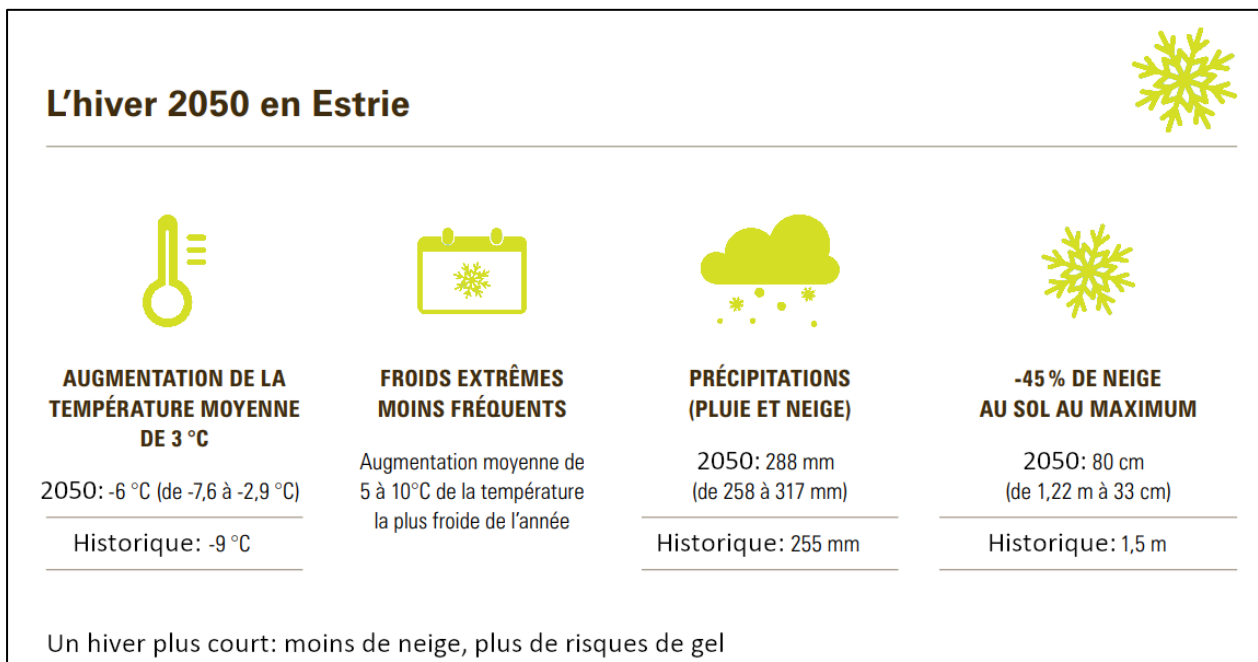 L'hiver 2050 en Estrie
AUGMENTATION DE LA
TEMPÉRATURE MOYENNE
DE 3 °C
2050: -6 °C (de -7,6 à -2,9 °C)
Historique: -9 °C
FROIDS EXTRÊMES
MOINS FRÉQUENTS
Augmentation moyenne de
5 à 10°C de la température
la plus froide de l'année
PRÉCIPITATIONS
(PLUIE ET NEIGE)
2050: 288 mm
(de 258 à 317 mm)
Historique: 255 mm
-45 % DE NEIGE
AU SOL AU MAXIMUM
2050: 80 cm
(de 1,22 m à 33 cm)
Historique: 1,5 m
Un hiver plus court: moins de neige, plus de risques de gel